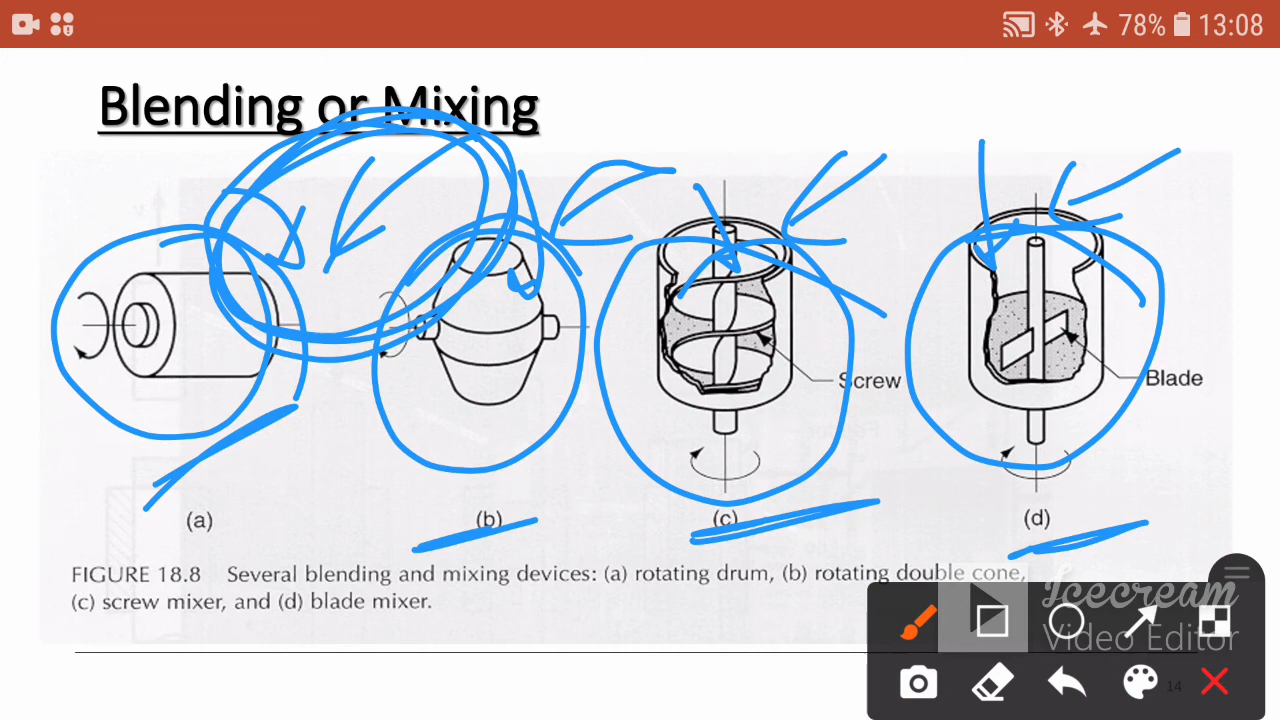 78% 13:08
Blending or Mixing
Screw
Blade
(a) (b) (c) (d)
FIGURE 18.8 Several blending and mixing devices: (a) rotating drum, (b) rotating double cone,
(c) screw mixer, and (d) blade mixer.
Icecream
Video Editor
14